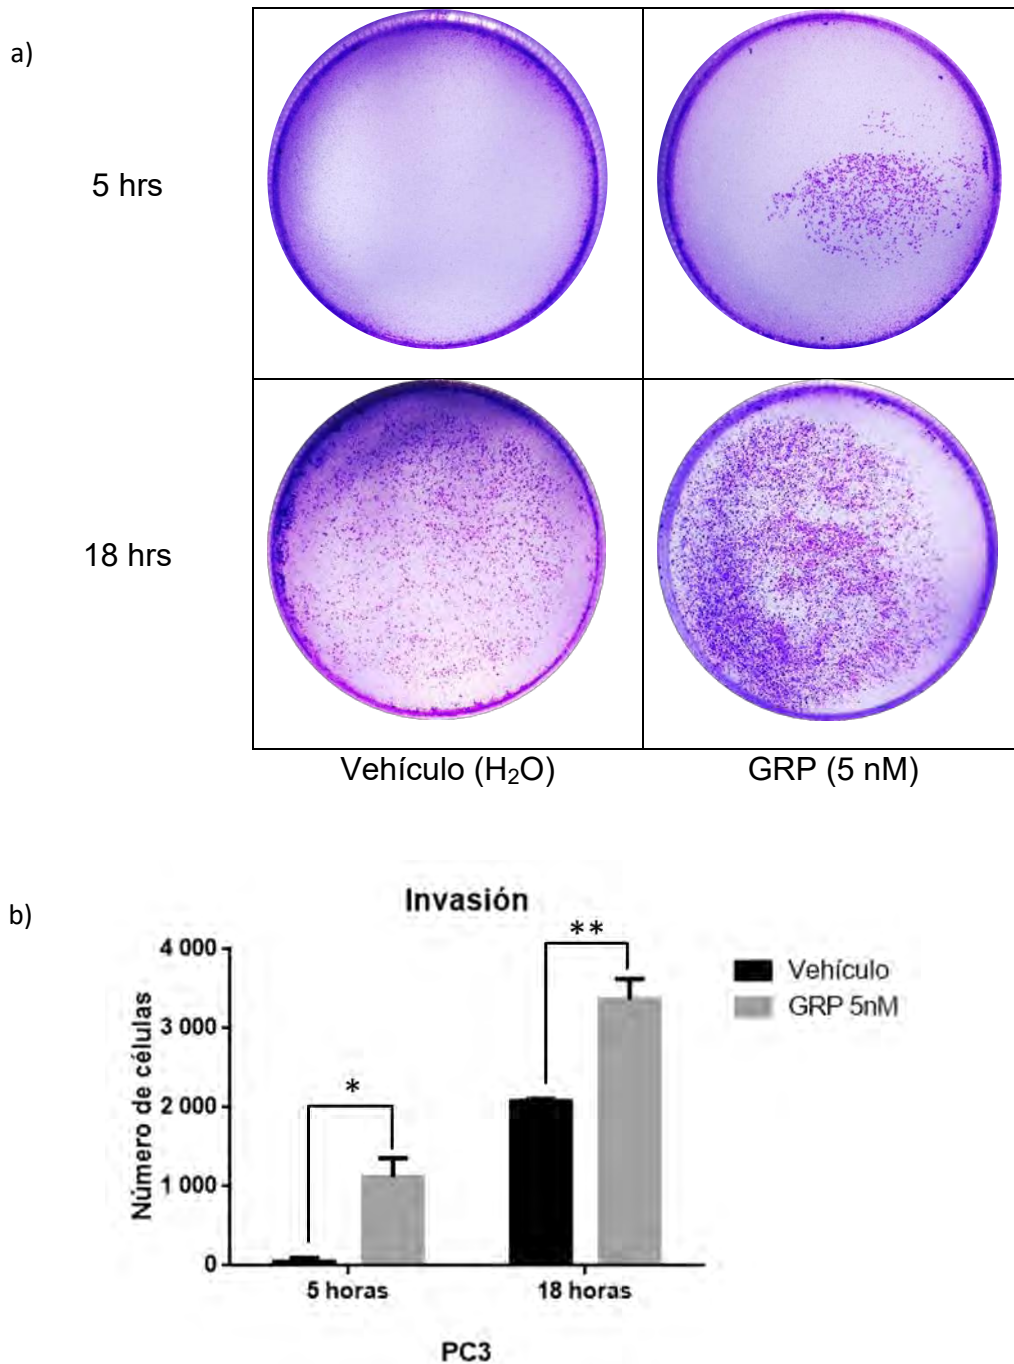 a)
5 hrs
18 hrs
Vehículo (H₂O)
GRP (5 nM)
b)
Invasión
**
*
4 000
3 000
2 000
1 000
0
Número de células
Vehículo
GRP 5nM
5 horas
18 horas
PC3